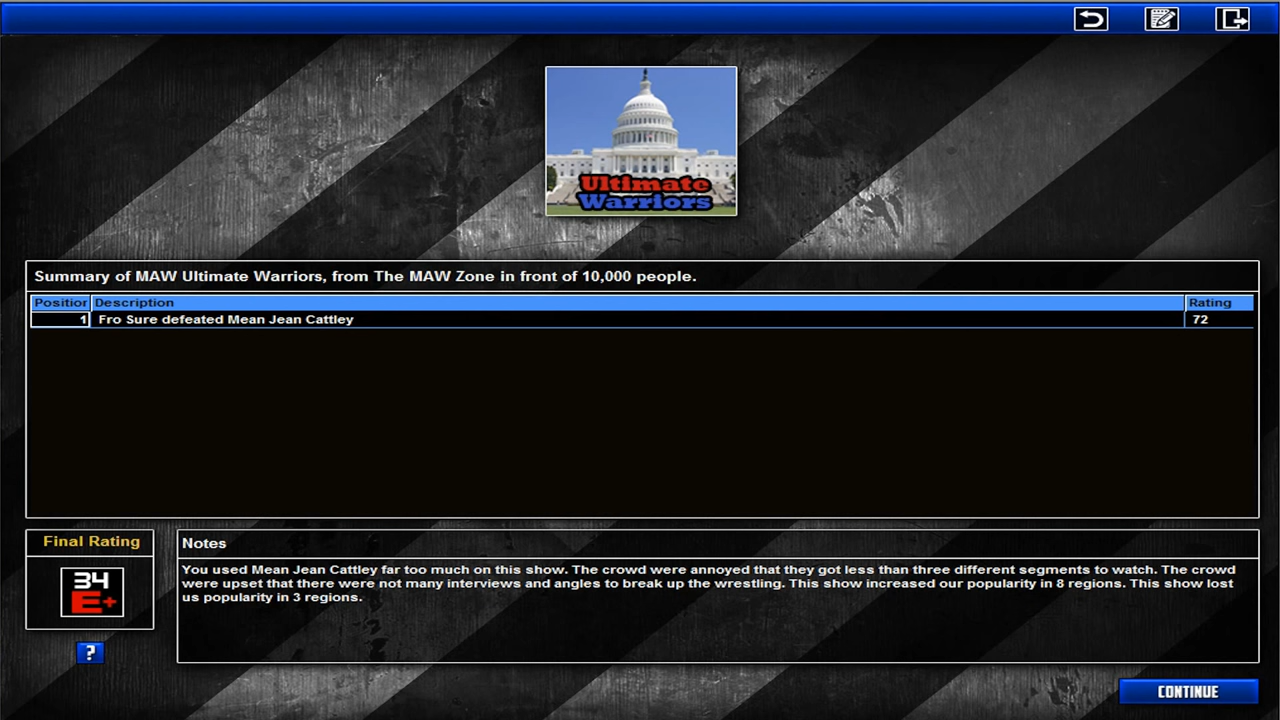 Ultimate
Warriors
Summary of MAW Ultimate Warriors, from The MAW Zone in front of 10,000 people.
Position Description Rating
1 Fro Sure defeated Mean Jean Cattley 72
Final Rating
34
E+
?
Notes
You used Mean Jean Cattley far too much on this show. The crowd were annoyed that they got less than three different segments to watch. The crowd
were upset that there were not many interviews and angles to break up the wrestling. This show increased our popularity in 8 regions. This show lost
us popularity in 3 regions.
CONTINUE